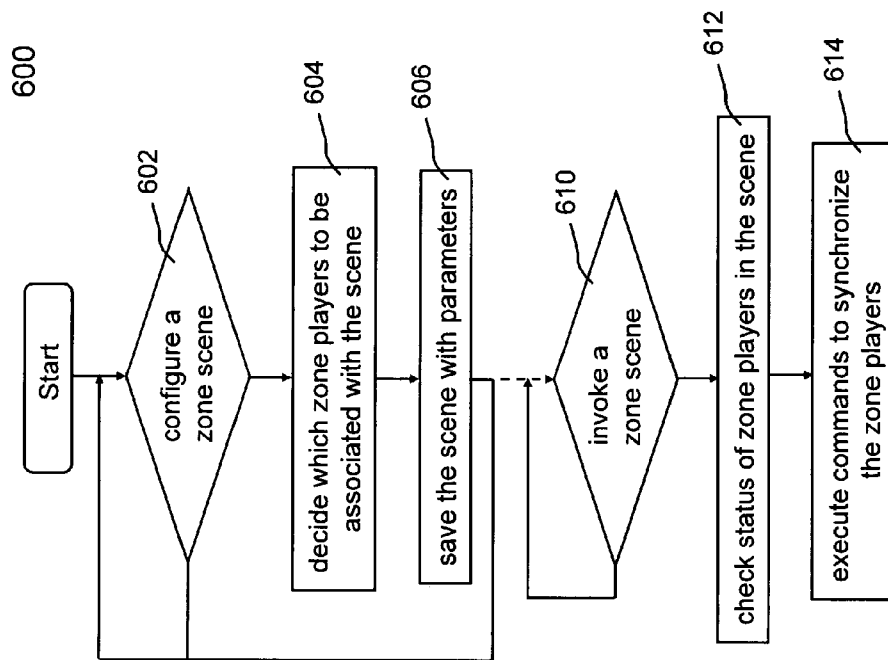 600
Start
602
configure a
zone scene
604
decide which zone players to be
associated with the scene
606
save the scene with parameters
610
invoke a
zone scene
612
check status of zone players in the scene
614
execute commands to synchronize
the zone players